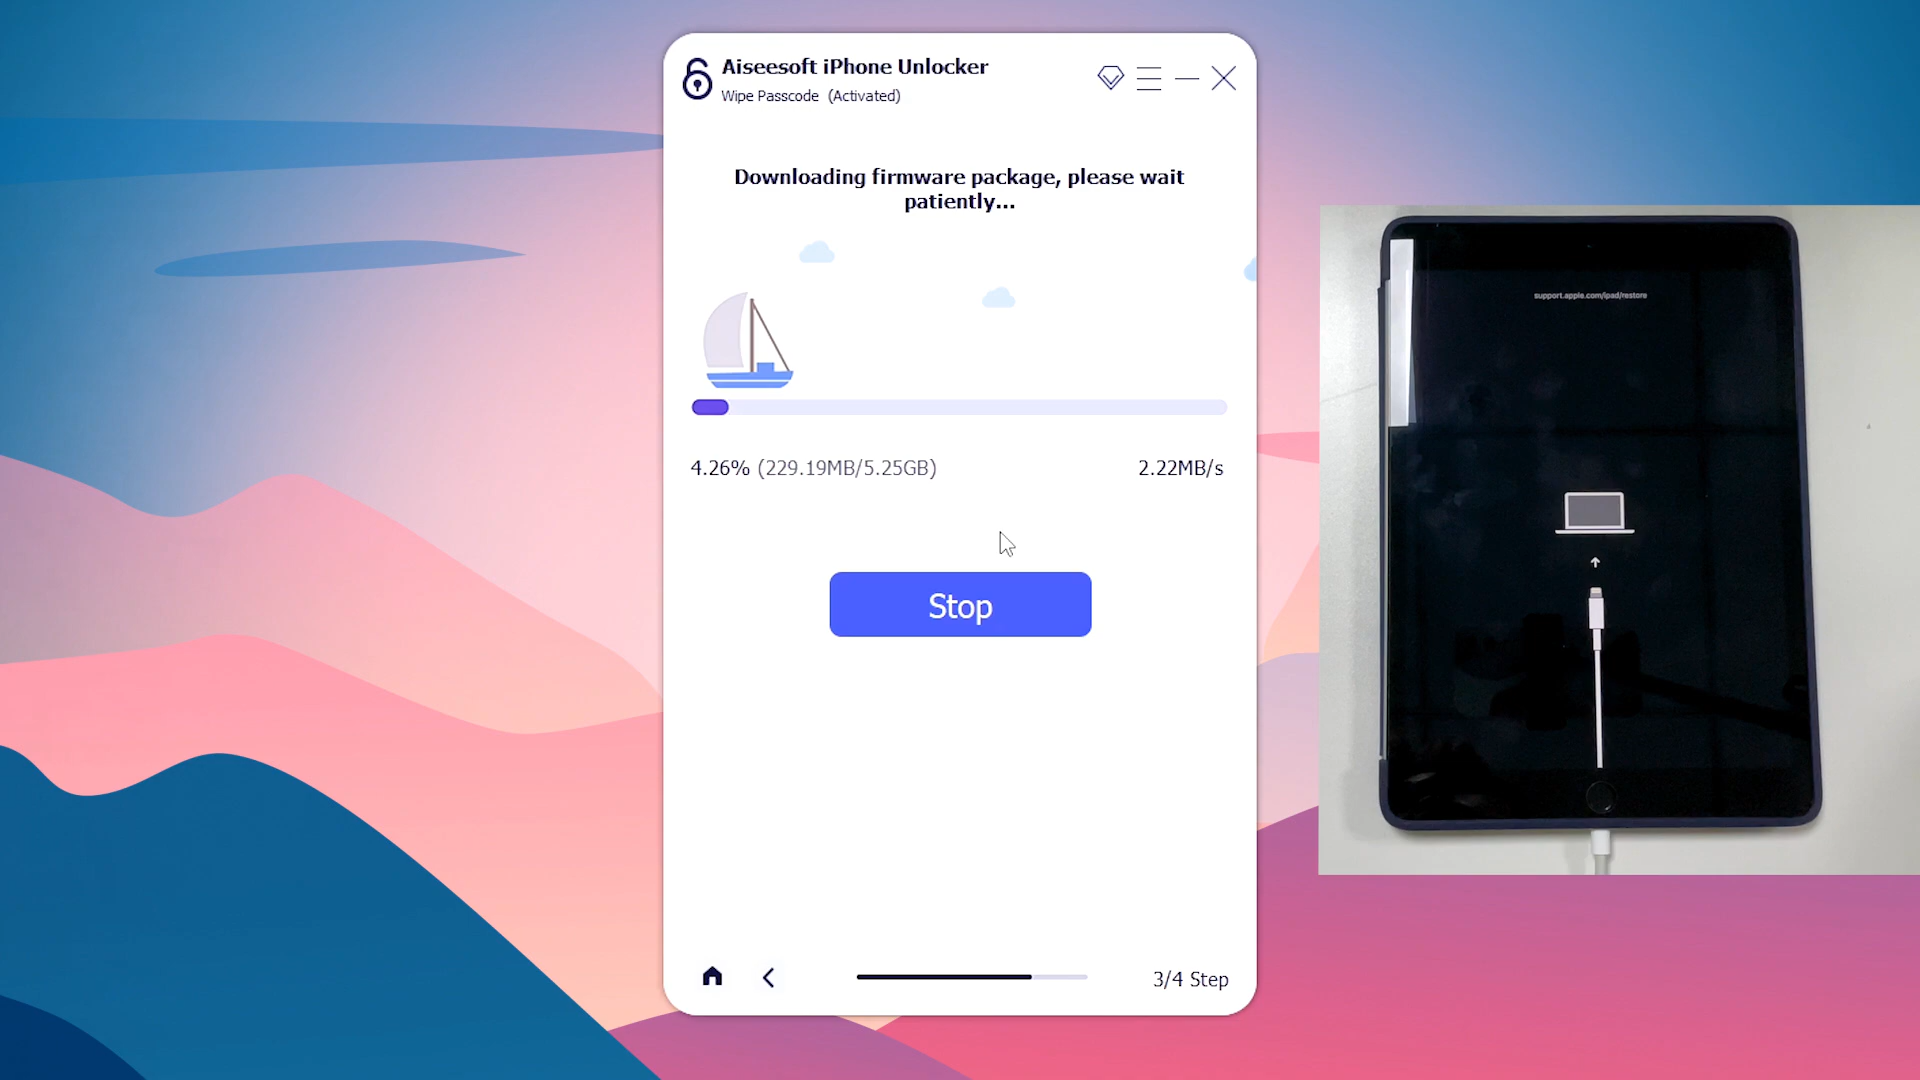 Aiseesoft iPhone Unlocker
Wipe Passcode (Activated)
Downloading firmware package, please wait
patiently...
support.apple.com/ipad/restore
4.26% (229.19MB/5.25GB)
2.22MB/s
Stop
3/4 Step